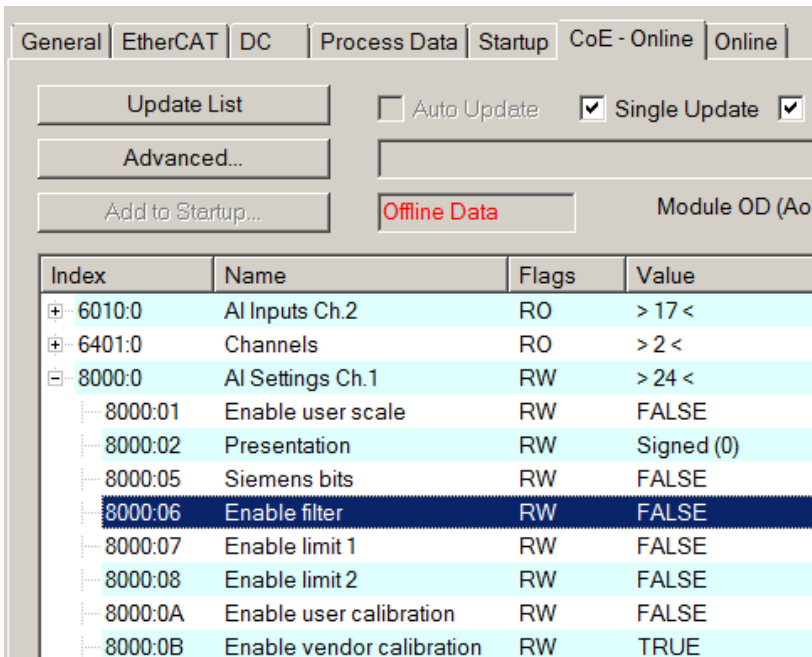 General EtherCAT DC Process Data Startup CoE - Online Online
Update List Auto Update Single Update
Advanced...
Add to Startup... Offline Data Module OD (Ao
Index Name Flags Value
6010:0 AI Inputs Ch.2 RO > 17 <
6401:0 Channels RO > 2 <
8000:0 AI Settings Ch.1 RW > 24 <
8000:01 Enable user scale RW FALSE
8000:02 Presentation RW Signed (0)
8000:05 Siemens bits RW FALSE
8000:06 Enable filter RW FALSE
8000:07 Enable limit 1 RW FALSE
8000:08 Enable limit 2 RW FALSE
8000:0A Enable user calibration RW FALSE
8000:0B Enable vendor calibration RW TRUE